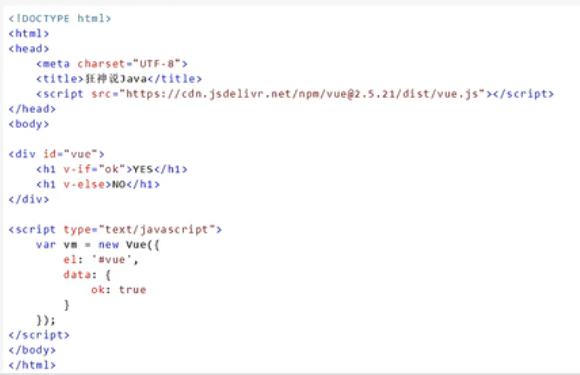 <!DOCTYPE html>
<html>
<head>
    <meta charset="UTF-8">
    <title>狂神说Java</title>
    <script src="https://cdn.jsdelivr.net/npm/vue@2.5.21/dist/vue.js"></script>
</head>
<body>

<div id="vue">
    <h1 v-if="ok">YES</h1>
    <h1 v-else>NO</h1>
</div>

<script type="text/javascript">
    var vm = new Vue({
        el: '#vue',
        data: {
            ok: true
        }
    });
</script>
</body>
</html>